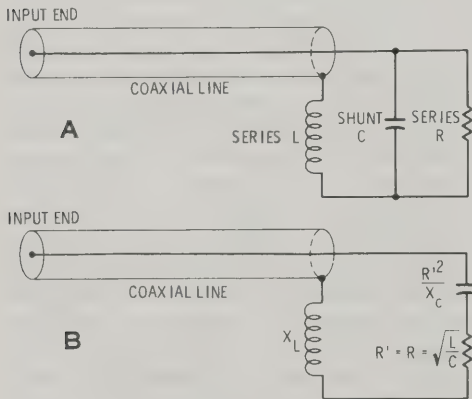 INPUT END
COAXIAL LINE
A
SERIES L
SHUNT
C
SERIES
R
INPUT END
COAXIAL LINE
B
X_L
R'^2
X_C
R' = R = √L/C